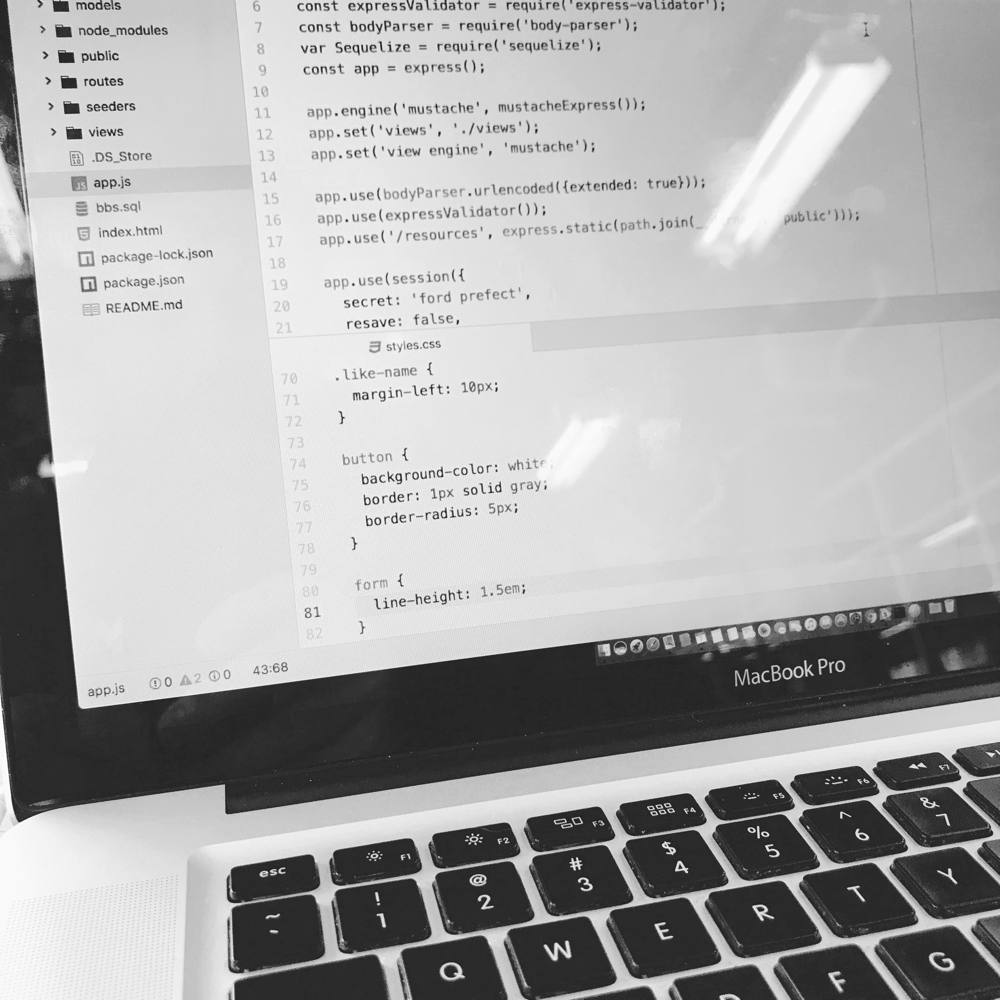 models
node_modules
public
routes
seeders
views
.DS_Store
app.js
bbs.sql
index.html
package-lock.json
package.json
README.md
6 const expressValidator = require('express-validator');
7 const bodyParser = require('body-parser');
8 var Sequelize = require('sequelize');
9 const app = express();
10
11 app.engine('mustache', mustacheExpress());
12 app.set('views', './views');
13 app.set('view engine', 'mustache');
14
15 app.use(bodyParser.urlencoded({extended: true}));
16 app.use(expressValidator());
17 app.use('/resources', express.static(path.join(_ public')));
18
19 app.use(session({
20 secret: 'ford prefect',
21 resave: false,
styles.css
70 .like-name {
71 margin-left: 10px;
72 }
73
74 button {
75 background-color: white;
76 border: 1px solid gray;
77 border-radius: 5px;
78 }
79
80 form {
81 line-height: 1.5em;
82 }
app.js 0 2 0 43:68
MacBook Pro
esc F1 F2 F3 F4 F5 F6 F7
~ ! @ # $ % ^ &
1 2 3 4 5 6 7
Q W E R T Y
D F G